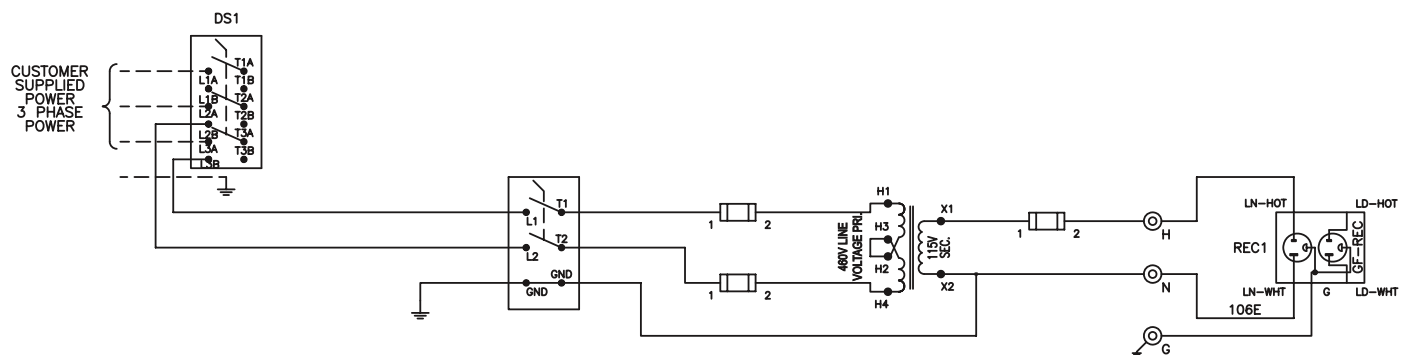 DS1
CUSTOMER
SUPPLIED
POWER
3 PHASE
POWER
T1A
L1A
T1B
L1B
T2A
L2A
T2B
L2B
T3A
L3A
T3B
L3B
L1
T1
L2
T2
GND
GND
1
2
1
2
H1
H3
H2
H4
460V LINE
VOLTAGE PRI.
115V
SEC.
X1
X2
1
2
H
N
G
LN-HOT
LD-HOT
REC1
GF-REC
LN-WHT
G
LD-WHT
106E